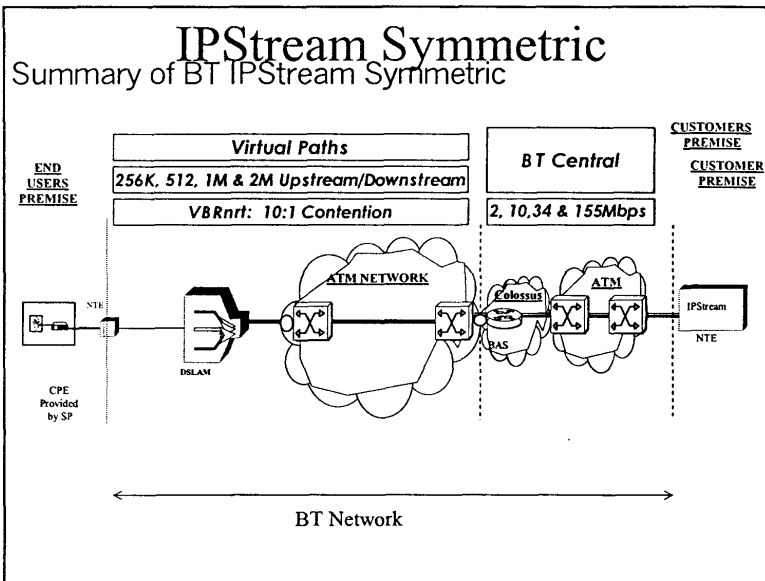 IPStream Symmetric
Summary of BT IPStream Symmetric
END
USERS
PREMISE
Virtual Paths
256K, 512, 1M & 2M Upstream/Downstream
VBRnrt: 10:1 Contention
BT Central
2, 10,34 & 155Mbps
CUSTOMERS
PREMISE
CUSTOMER
PREMISE
NTE
ATM NETWORK
Colossus
ATM
IPStream
DSLAM
BAS
NTE
CPE
Provided
by SP
BT Network